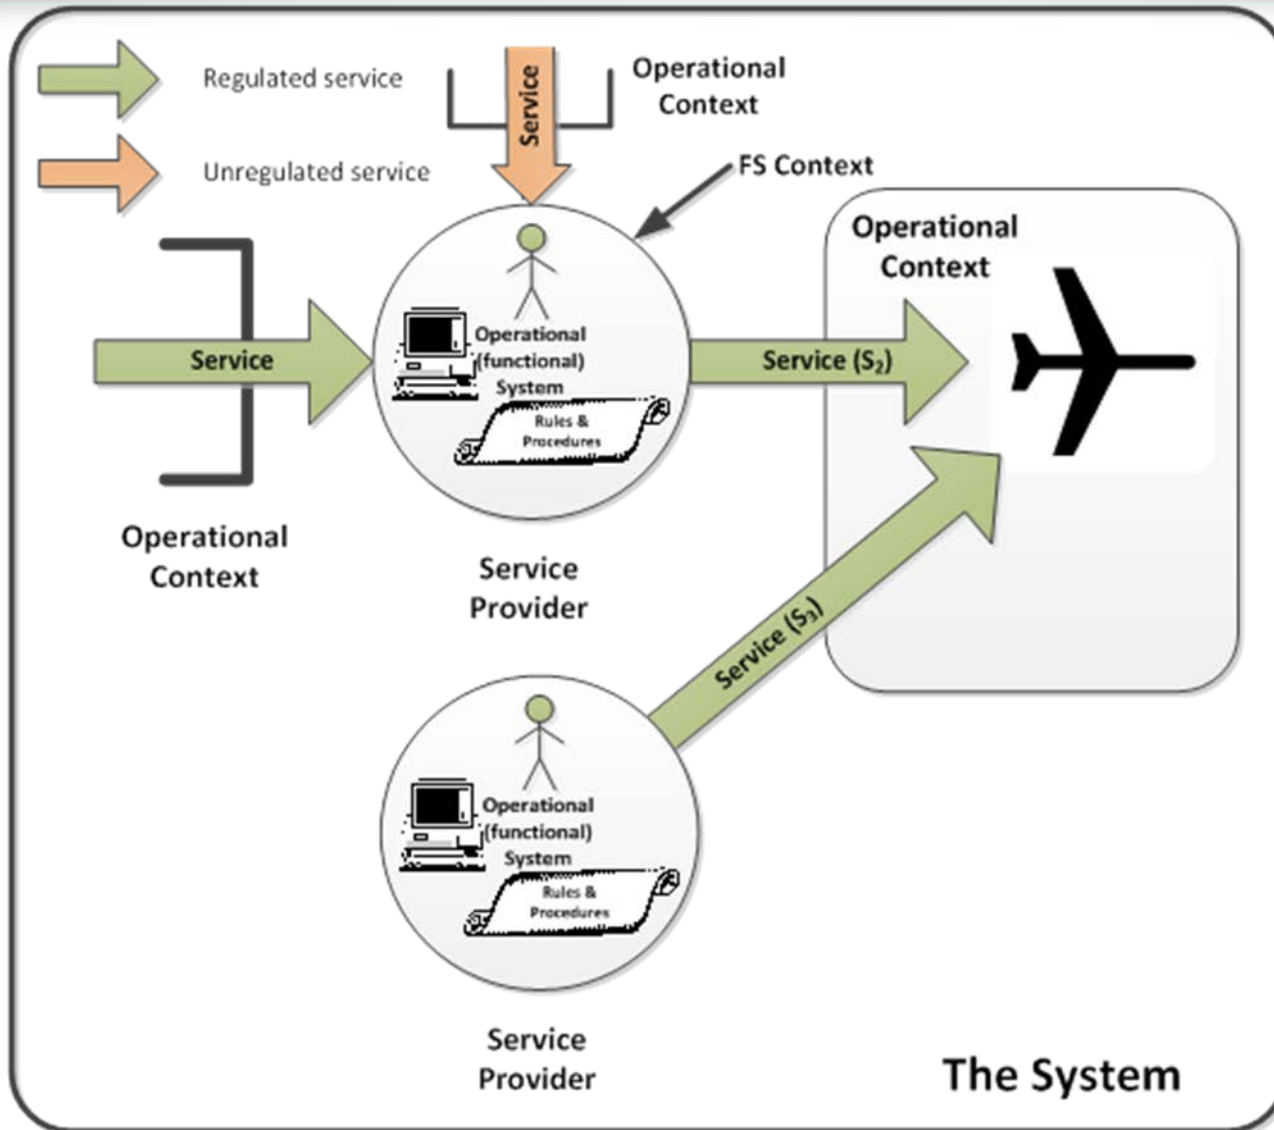 Regulated service
Unregulated service
Service
Operational
Context
FS Context
Operational
Context
Service
Operational
(functional)
System
Rules &
Procedures
Service (S₂)
Operational
Context
Service
Provider
Service (S₃)
Operational
(functional)
System
Rules &
Procedures
Service
Provider
The System